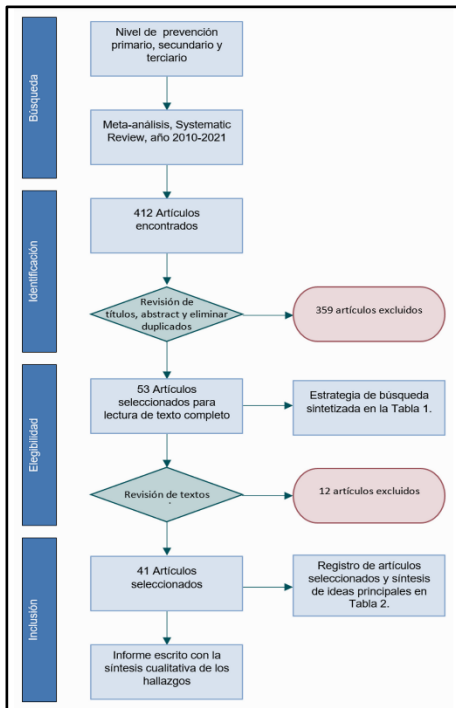 Búsqueda
Nivel de prevención
primario, secundario y
terciario
Meta-análisis, Systematic
Review, año 2010-2021
Identificación
412 Artículos
encontrados
Revisión de
títulos, abstract y eliminar
duplicados
359 artículos excluidos
Elegibilidad
53 Artículos
seleccionados para
lectura de texto completo
Estrategia de búsqueda
sintetizada en la Tabla 1.
Revisión de textos
12 artículos excluidos
Inclusión
41 Artículos
seleccionados
Registro de artículos
seleccionados y síntesis
de ideas principales en
Tabla 2.
Informe escrito con la
síntesis cualitativa de los
hallazgos